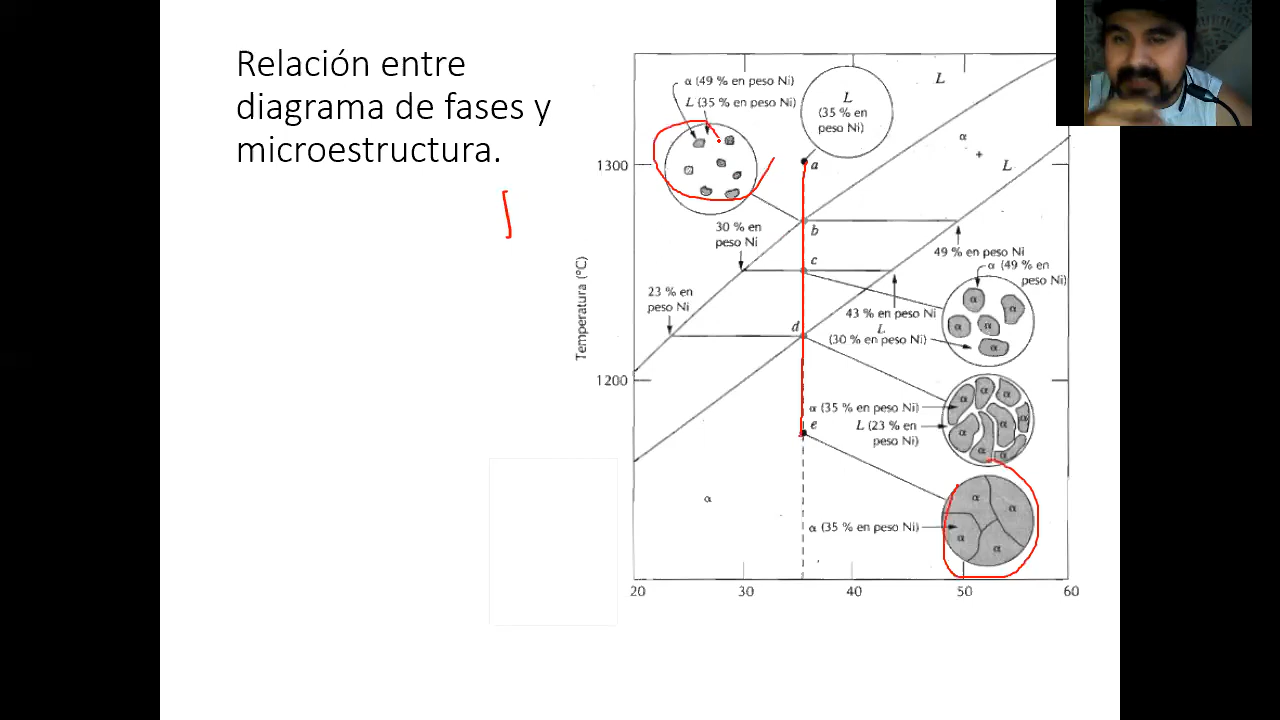 Relación entre
diagrama de fases y
microestructura.
α (49 % en peso Ni)
L (35 % en peso Ni)
L
(35 % en
peso Ni)
L
α
+
L
1300
a
b
30 % en
peso Ni
49 % en peso Ni
c
α (49 % en
peso Ni)
23 % en
peso Ni
α
α
α
α
α
43 % en peso Ni
L
(30 % en peso Ni)
d
Temperatura (°C)
1200
α
α
α
α
α
α
α
α
α
α (35 % en peso Ni)
L (23 % en
peso Ni)
e
α
α
α
α
α
α (35 % en peso Ni)
20
30
40
50
60